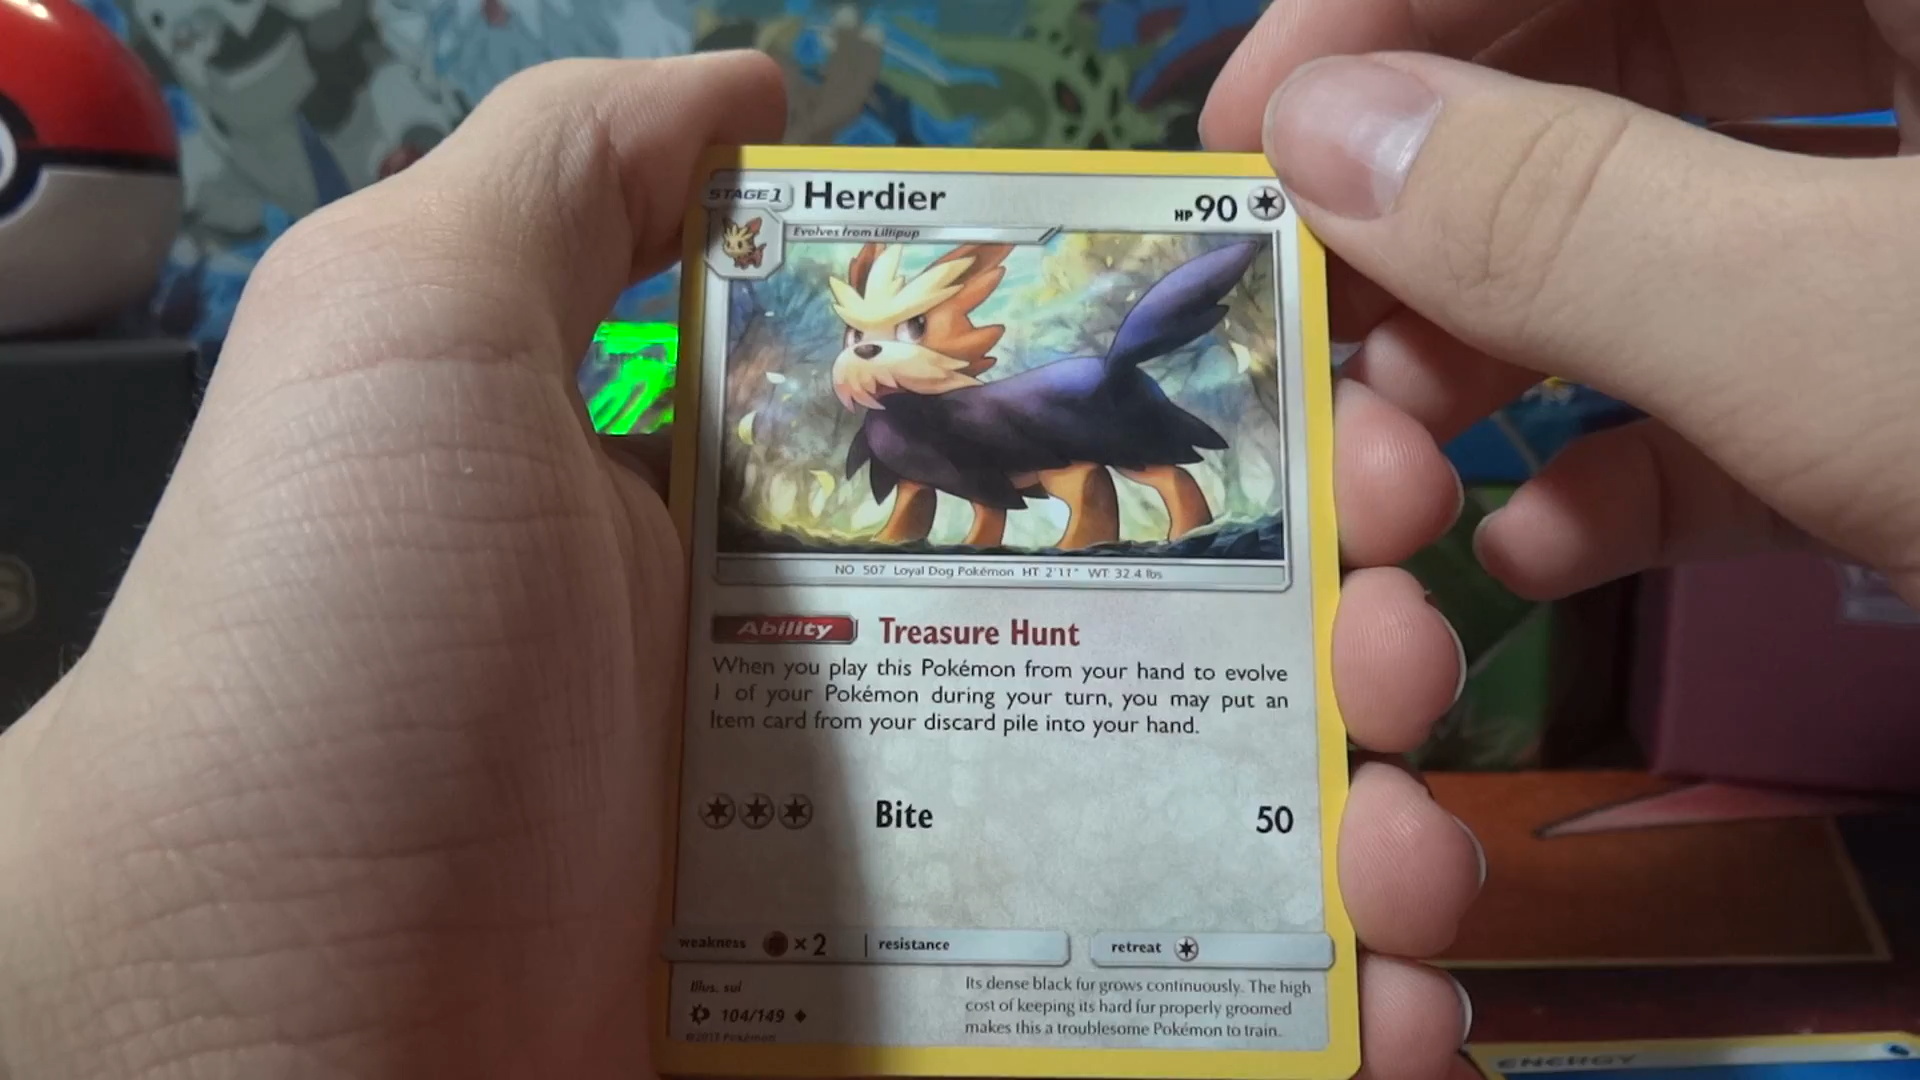 STAGE 1 Herdier HP 90
Evolves from Lillipup
NO. 507 Loyal Dog Pokémon HT: 2'11" WT: 32.4 lbs
Ability Treasure Hunt
When you play this Pokémon from your hand to evolve
1 of your Pokémon during your turn, you may put an
Item card from your discard pile into your hand.
Bite 50
weakness ×2 resistance retreat
Illus. sui
104/149
©2017 Pokémon
Its dense black fur grows continuously. The high
cost of keeping its hard fur properly groomed
makes this a troublesome Pokémon to train.
ENERGY